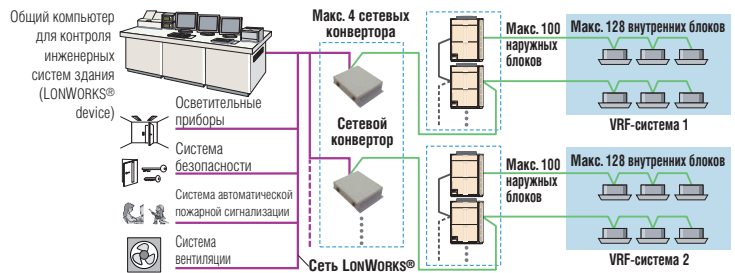 Общий компьютер
для контроля
инженерных
систем здания
(LONWORKS®
device)
Осветительные
приборы
Система
безопасности
Система автоматической
пожарной сигнализации
Система
вентиляции
Сеть LONWORKS®
Макс. 4 сетевых
конвертора
Сетевой
конвертор
Макс. 100
наружных
блоков
Макс. 128 внутренних блоков
VRF-система 1
Макс. 100
наружных
блоков
Макс. 128 внутренних блоков
VRF-система 2